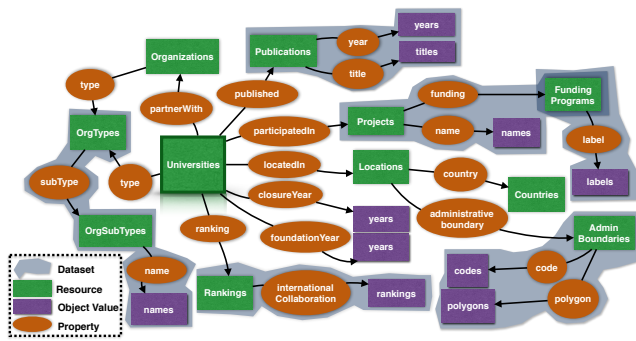 years
Publications
year
titles
title
Organizations
type
published
partnerWith
funding
Funding
Programs
OrgTypes
participatedIn
Projects
name
names
label
Universities
locatedIn
Locations
country
labels
subType
type
closureYear
Countries
years
administrative
boundary
ranking
foundationYear
years
OrgSubTypes
Admin
Boundaries
name
codes
code
names
Rankings
international
Collaboration
rankings
polygons
polygon
Dataset
Resource
Object Value
Property